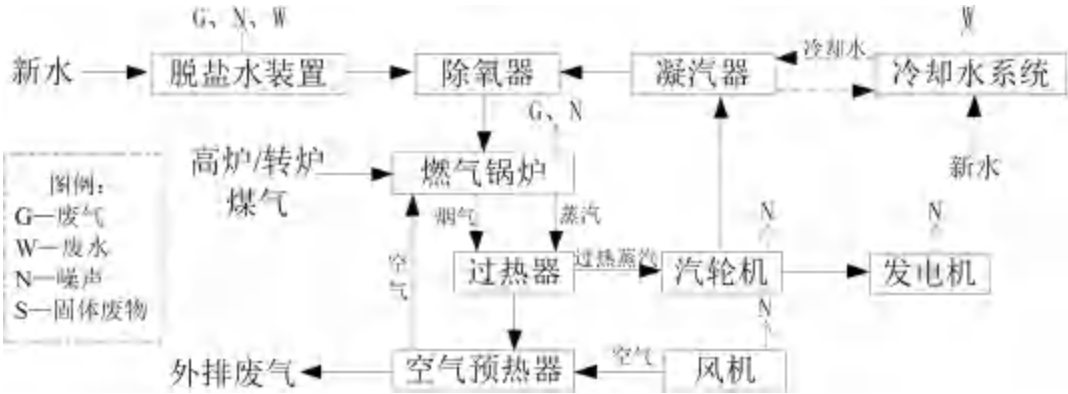 G、N、W
W
新水
脱盐水装置
除氧器
凝汽器
冷却水
冷却水系统
G、N
高炉/转炉
煤气
燃气锅炉
新水
图例：
G—废气
W—废水
N—噪声
S—固体废物
烟气
蒸汽
N
N
空
气
过热器
过热蒸汽
汽轮机
发电机
N
外排废气
空气预热器
空气
风机